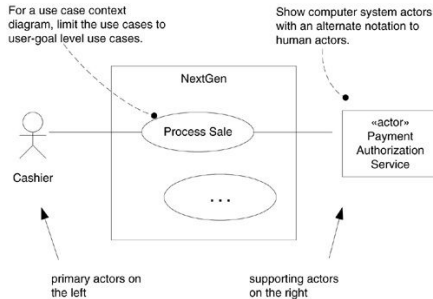 For a use case context
diagram, limit the use cases to
user-goal level use cases.
Show computer system actors
with an alternate notation to
human actors.
NextGen
Process Sale
Cashier
«actor»
Payment
Authorization
Service
...
primary actors on
the left
supporting actors
on the right